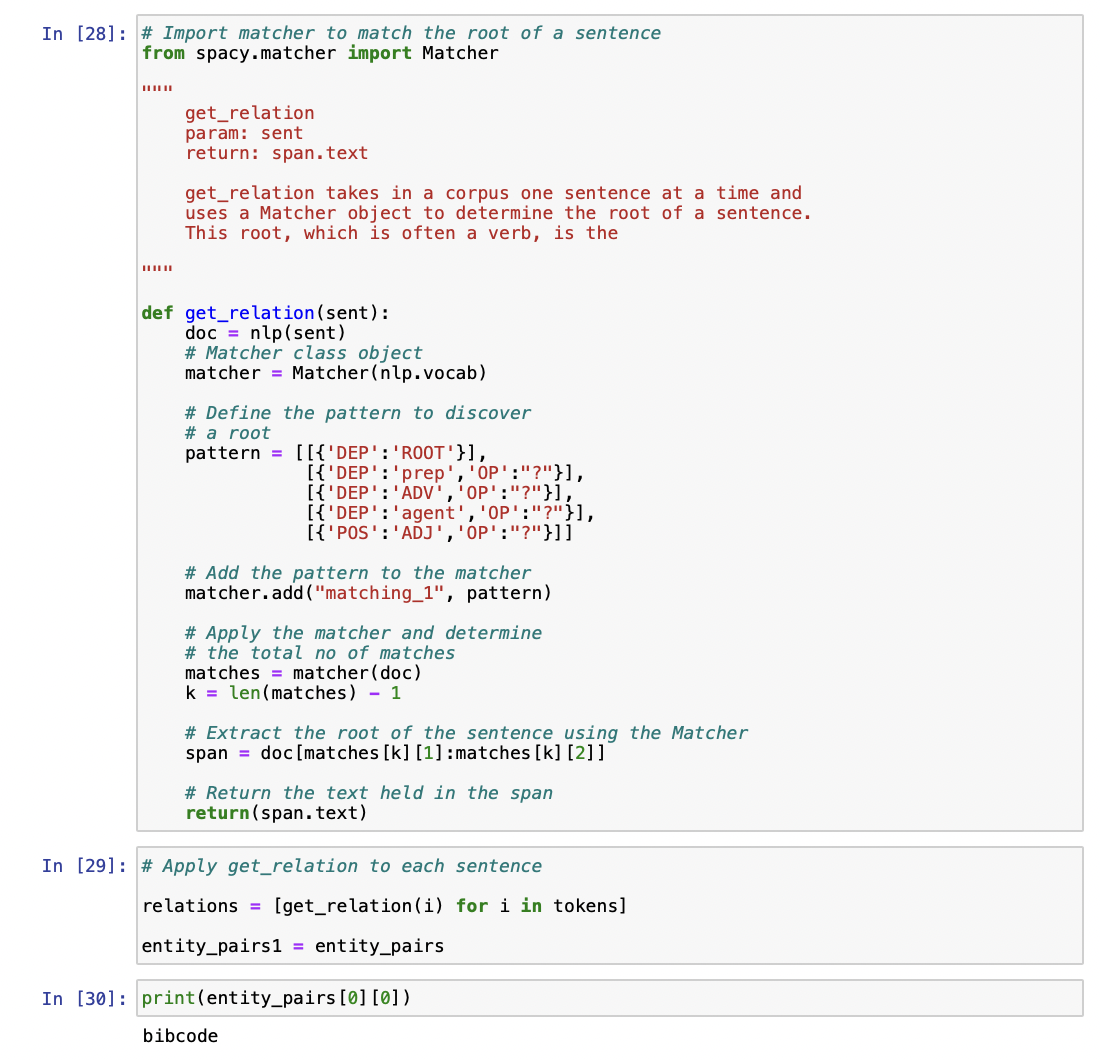 In [28]: # Import matcher to match the root of a sentence
from spacy.matcher import Matcher
"""
    get_relation
    param: sent
    return: span.text

    get_relation takes in a corpus one sentence at a time and
    uses a Matcher object to determine the root of a sentence.
    This root, which is often a verb, is the

"""

def get_relation(sent):
    doc = nlp(sent)
    # Matcher class object
    matcher = Matcher(nlp.vocab)

    # Define the pattern to discover
    # a root
    pattern = [[{'DEP':'ROOT'}],
               [{'DEP':'prep','OP':"?"}],
               [{'DEP':'ADV','OP':"?"}],
               [{'DEP':'agent','OP':"?"}],
               [{'POS':'ADJ','OP':"?"}]]

    # Add the pattern to the matcher
    matcher.add("matching_1", pattern)

    # Apply the matcher and determine
    # the total no of matches
    matches = matcher(doc)
    k = len(matches) - 1

    # Extract the root of the sentence using the Matcher
    span = doc[matches[k][1]:matches[k][2]]

    # Return the text held in the span
    return(span.text)

In [29]: # Apply get_relation to each sentence

relations = [get_relation(i) for i in tokens]

entity_pairs1 = entity_pairs

In [30]: print(entity_pairs[0][0])
bibcode